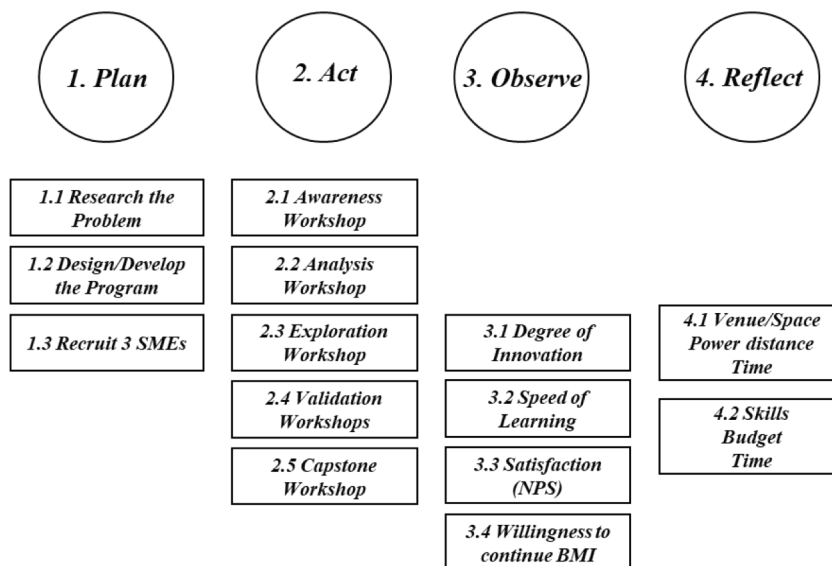 1. Plan
2. Act
3. Observe
4. Reflect
1.1 Research the
Problem
1.2 Design/Develop
the Program
1.3 Recruit 3 SMEs
2.1 Awareness
Workshop
2.2 Analysis
Workshop
2.3 Exploration
Workshop
2.4 Validation
Workshops
2.5 Capstone
Workshop
3.1 Degree of
Innovation
3.2 Speed of
Learning
3.3 Satisfaction
(NPS)
3.4 Willingness to
continue BMI
4.1 Venue/Space
Power distance
Time
4.2 Skills
Budget
Time